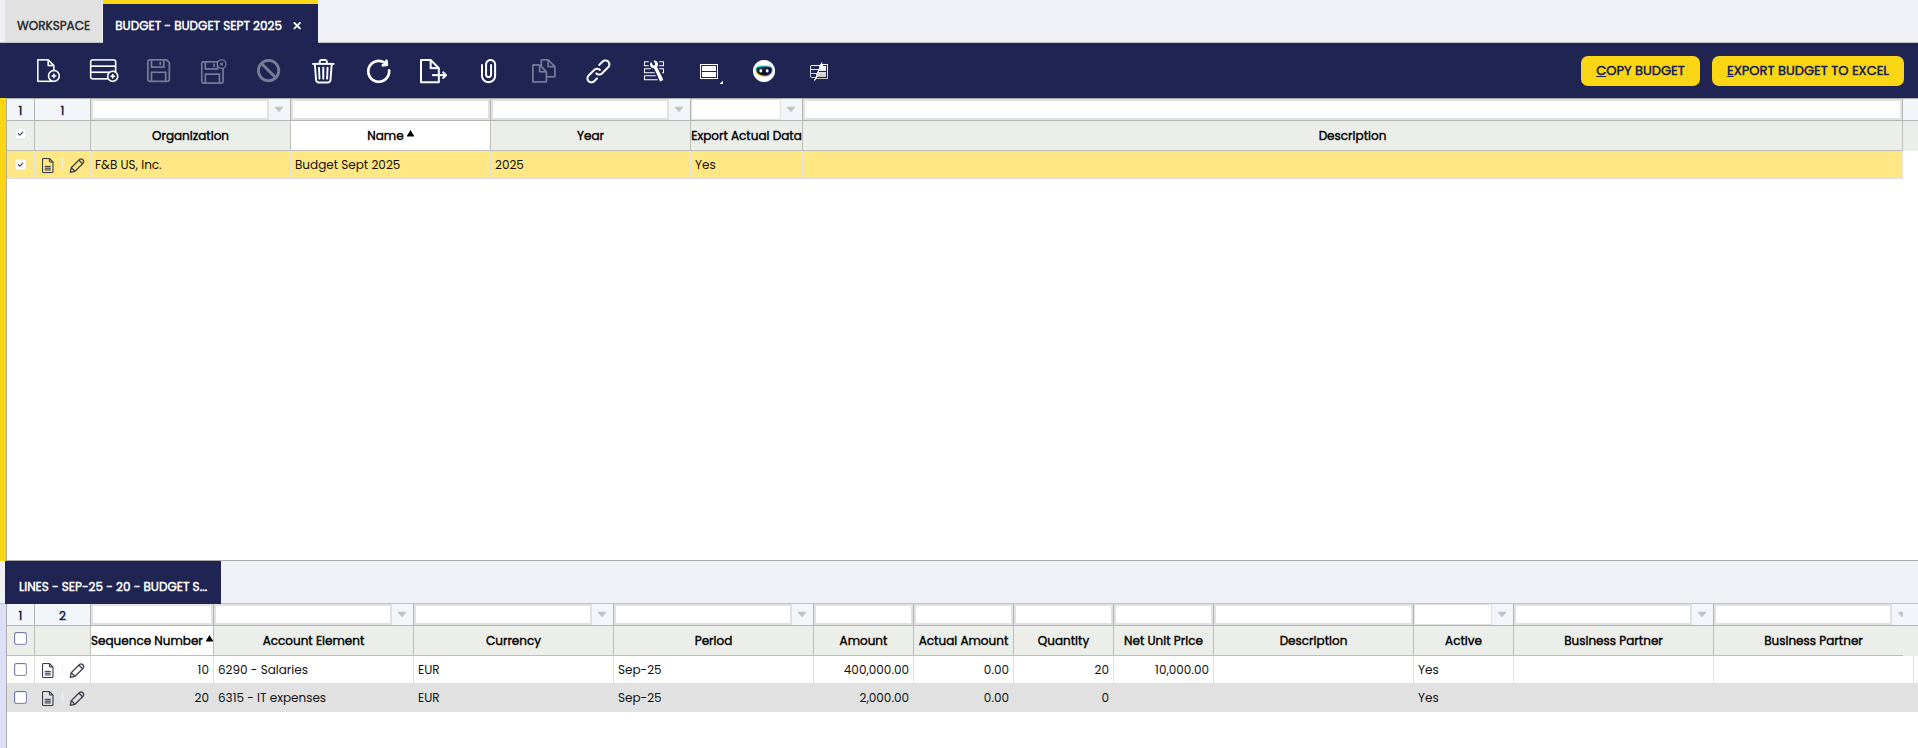 WORKSPACE BUDGET - BUDGET SEPT 2025 ×
COPY BUDGET EXPORT BUDGET TO EXCEL
1 1
Organization Name Year Export Actual Data Description
F&B US, Inc. Budget Sept 2025 2025 Yes
LINES - SEP-25 - 20 - BUDGET S...
1 2
Sequence Number Account Element Currency Period Amount Actual Amount Quantity Net Unit Price Description Active Business Partner Business Partner
10 6290 - Salaries EUR Sep-25 400,000.00 0.00 20 10,000.00 Yes
20 6315 - IT expenses EUR Sep-25 2,000.00 0.00 0 Yes